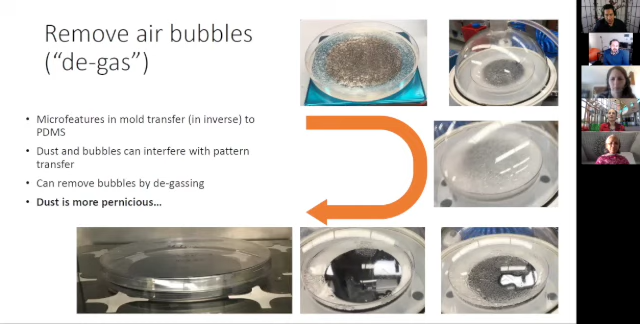 Remove air bubbles
(“de-gas”)
• Microfeatures in mold transfer (in inverse) to
PDMS
• Dust and bubbles can interfere with pattern
transfer
• Can remove bubbles by de-gassing
• Dust is more pernicious…